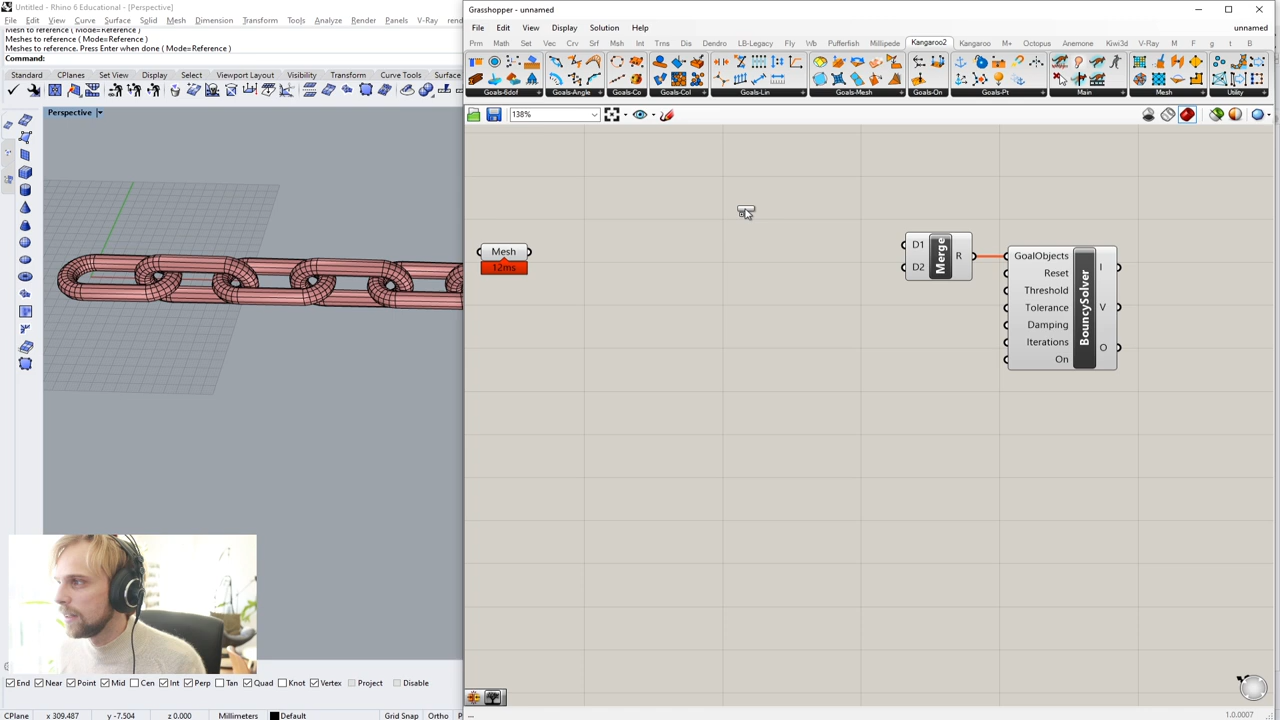 Untitled - Rhino 6 Educational - [Perspective]
File Edit View Curve Surface Solid Mesh Dimension Transform Tools Analyze Render Panels V-Ray
Mesh to reference ( Mode=Reference )
Meshes to reference ( Mode=Reference )
Meshes to reference. Press Enter when done ( Mode=Reference )
Command:
Standard CPlanes Set View Display Select Viewport Layout Visibility Transform Curve Tools Surface
Perspective
End Near Point Mid Cen Int Perp Tan Quad Knot Vertex Project Disable
CPlane x 309.487 y -7.504 z 0.000 Millimeters Default Grid Snap Ortho
Grasshopper - unnamed
File Edit View Display Solution Help unnamed
Prm Math Set Vec Crv Srf Msh Int Trns Dis Dendro LB-Legacy Fly Wb Pufferfish Millipede Kangaroo2 Kangaroo M+ Octopus Anemone Kiwi3d V-Ray M F g t B S
Goals-6dof Goals-Angle Goals-Co Goals-Col Goals-Lin Goals-Mesh Goals-On Goals-Pt Main Mesh Utility
138%
Mesh
12ms
D1
D2
Merge
R
GoalObjects
Reset
Threshold
Tolerance
Damping
Iterations
On
BouncySolver
I
V
O
...
1.0.0007